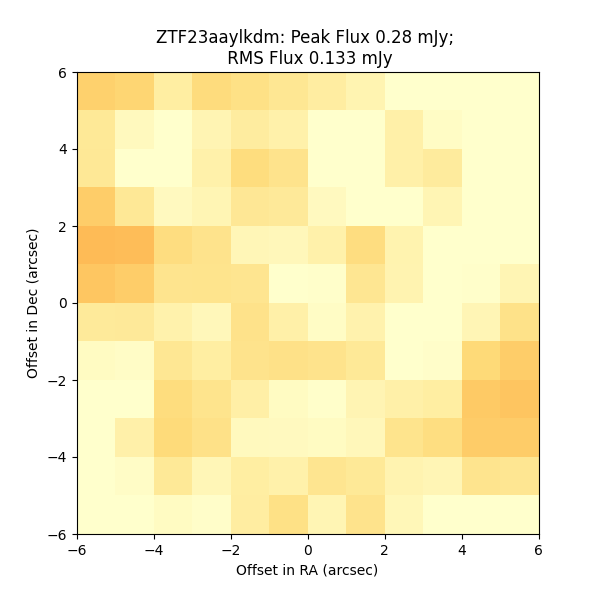 ZTF23aaylkdm: Peak Flux 0.28 mJy;
RMS Flux 0.133 mJy
6
4
2
0
−2
−4
−6
Offset in Dec (arcsec)
−6 −4 −2 0 2 4 6
Offset in RA (arcsec)